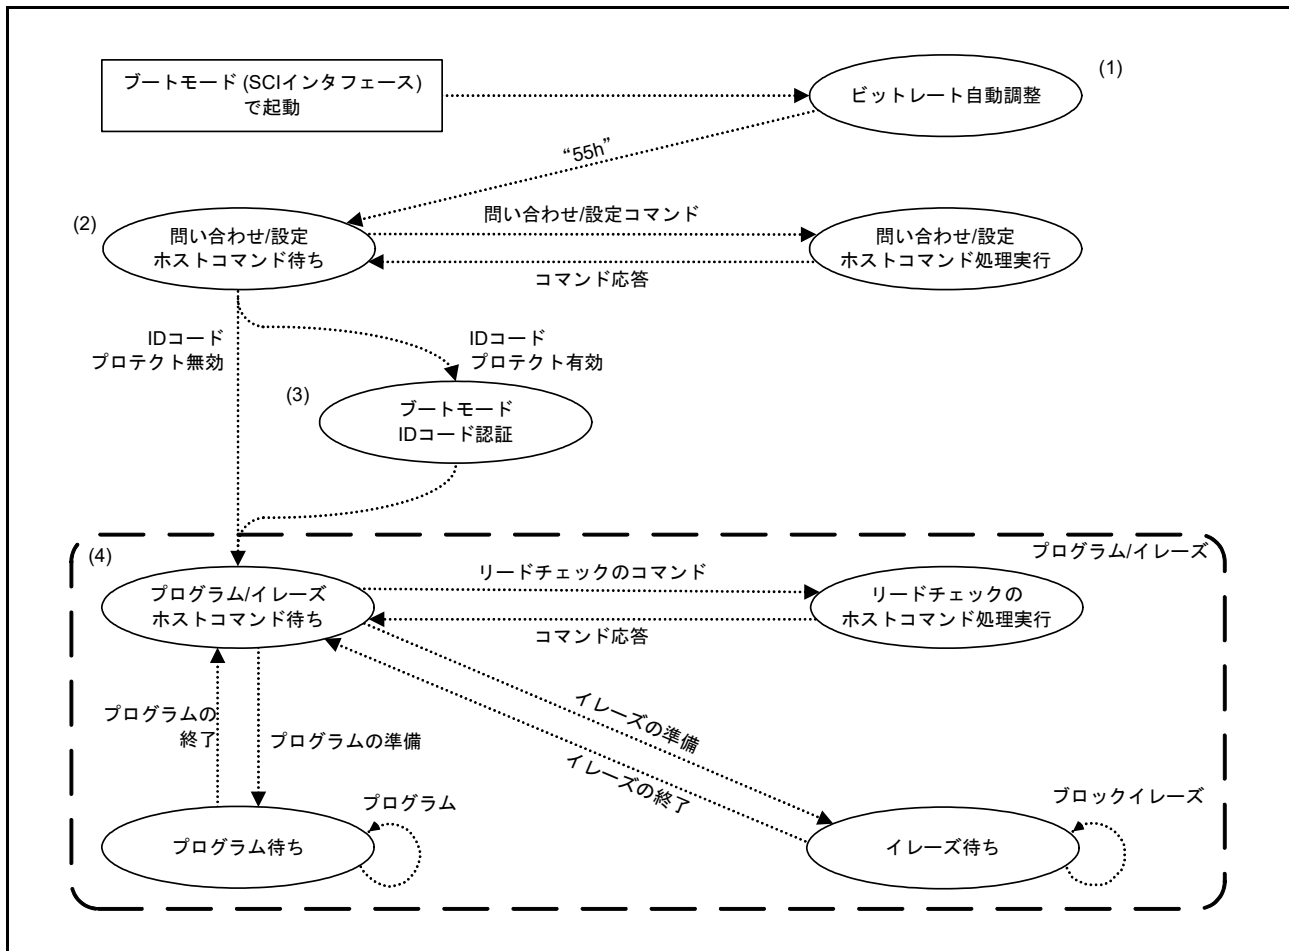 ブートモード (SCIインタフェース)
で起動
(1)
ビットレート自動調整
“55h”
(2)
問い合わせ/設定
ホストコマンド待ち
問い合わせ/設定コマンド
コマンド応答
問い合わせ/設定
ホストコマンド処理実行
IDコード
プロテクト無効
IDコード
プロテクト有効
(3)
ブートモード
IDコード認証
(4)
プログラム/イレーズ
プログラム/イレーズ
ホストコマンド待ち
リードチェックのコマンド
コマンド応答
リードチェックの
ホストコマンド処理実行
プログラムの
終了
プログラムの準備
イレーズの準備
イレーズの終了
プログラム
プログラム待ち
ブロックイレーズ
イレーズ待ち